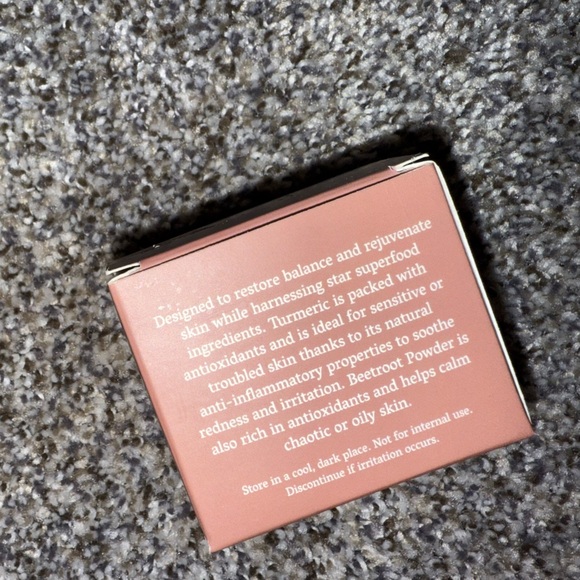 Designed to restore balance and rejuvenate
skin while harnessing star superfood
ingredients. Turmeric is packed with
antioxidants and is ideal for sensitive or
troubled skin thanks to its natural
anti-inflammatory properties to soothe
redness and irritation. Beetroot Powder is
also rich in antioxidants and helps calm
chaotic or oily skin.
Store in a cool, dark place. Not for internal use.
Discontinue if irritation occurs.